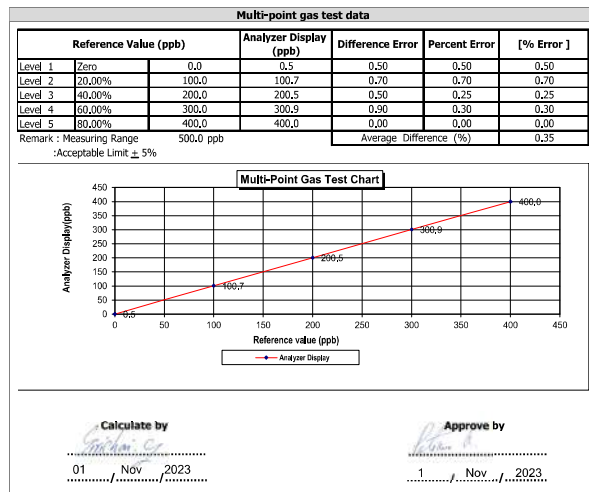 Multi-point gas test data
Reference Value (ppb) Analyzer Display (ppb) Difference Error Percent Error [% Error ]
Level 1 Zero 0.0 0.5 0.50 0.50 0.50
Level 2 20.00% 100.0 100.7 0.70 0.70 0.70
Level 3 40.00% 200.0 200.5 0.50 0.25 0.25
Level 4 60.00% 300.0 300.9 0.90 0.30 0.30
Level 5 80.00% 400.0 400.0 0.00 0.00 0.00
Remark : Measuring Range 500.0 ppb Average Difference (%) 0.35
:Acceptable Limit ± 5%
Multi-Point Gas Test Chart
Analyzer Display(ppb)
450
400
350
300
250
200
150
100
50
0
0.5
100.7
200.5
300.9
400.0
0 50 100 150 200 250 300 350 400 450
Reference value (ppb)
Analyzer Display
Calculate by Approve by
01 / Nov / 2023 1 / Nov / 2023